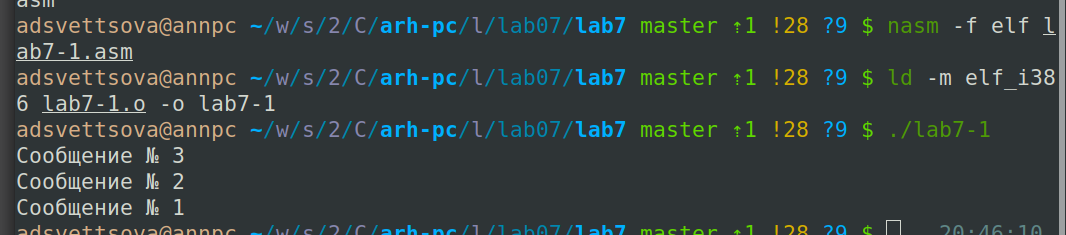 asm
adsvettsova@annpc ~/w/s/2/C/arh-pc/l/lab07/lab7 master ⇡1 !28 ?9 $ nasm -f elf l
ab7-1.asm
adsvettsova@annpc ~/w/s/2/C/arh-pc/l/lab07/lab7 master ⇡1 !28 ?9 $ ld -m elf_i38
6 lab7-1.o -o lab7-1
adsvettsova@annpc ~/w/s/2/C/arh-pc/l/lab07/lab7 master ⇡1 !28 ?9 $ ./lab7-1
Сообщение № 3
Сообщение № 2
Сообщение № 1
adsvettsova@annpc ~/w/s/2/C/arh-pc/l/lab07/lab7 master ⇡1 !28 ?9 $ 20:46:10